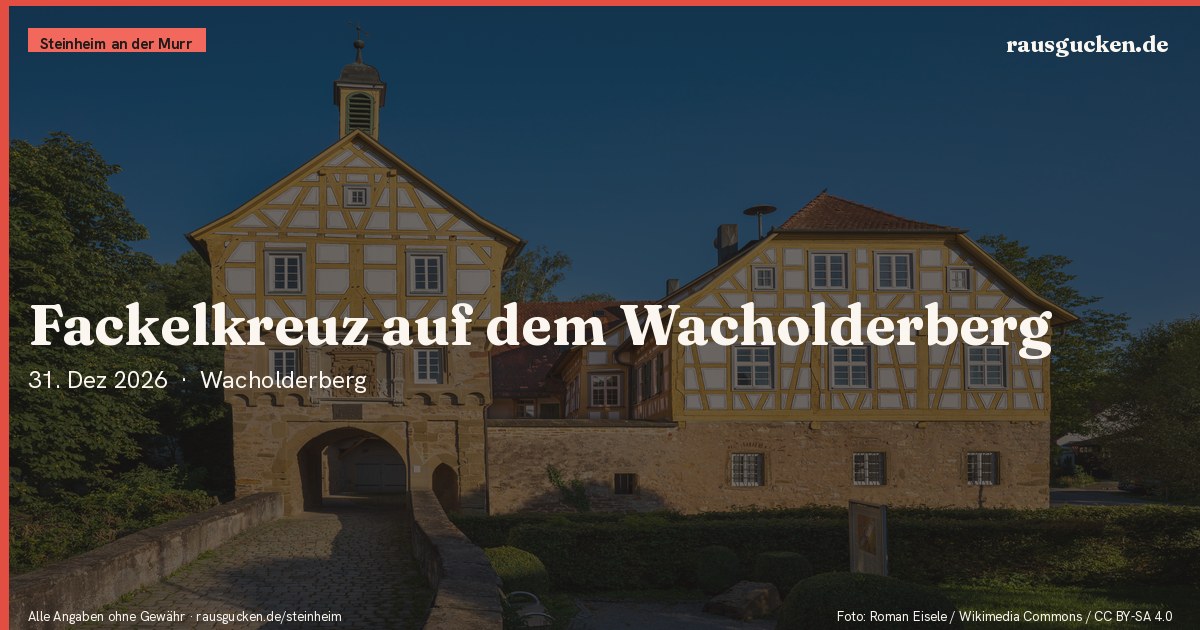 Steinheim an der Murr
rausgucken.de
Fackelkreuz auf dem Wacholderberg
31. Dez 2026 · Wacholderberg
Alle Angaben ohne Gewähr · rausgucken.de/steinheim
Foto: Roman Eisele / Wikimedia Commons / CC BY-SA 4.0